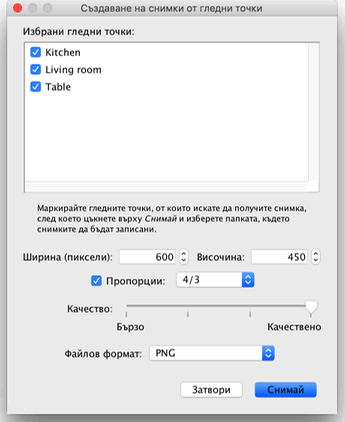 Създаване на снимки от гледни точки
Избрани гледни точки:
Kitchen
Living room
Table
Маркирайте гледните точки, от които искате да получите снимка,
след което цъкнете върху Снимай и изберете папката, където
снимките да бъдат записани.
Ширина (пиксели): 600 Височина: 450
Пропорции: 4/3
Качество:
Бързо Качествено
Файлов формат: PNG
Затвори Снимай